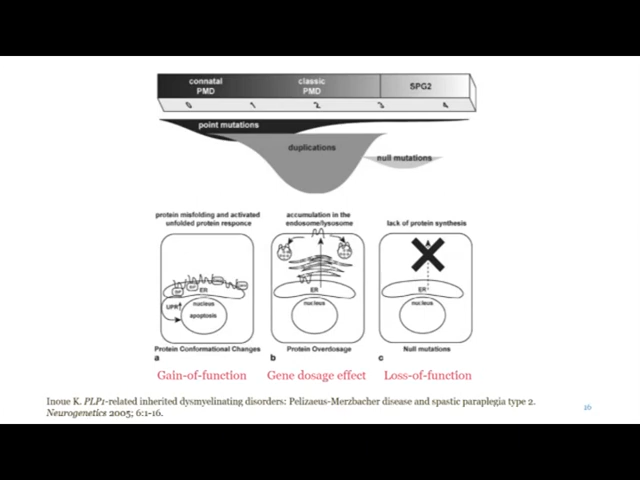 connatal PMD
classic PMD
SPG2
0 1 2 3 4
point mutations
duplications
null mutations
protein misfolding and activated
unfolded protein responce
accumulation in the
endosome/lysosome
lack of protein synthesis
ER
UPR
nucleus
apoptosis
ER
nucleus
ER
nucleus
Protein Conformational Changes
Protein Overdosage
Null mutations
a
b
c
Gain-of-function
Gene dosage effect
Loss-of-function
Inoue K. PLP1-related inherited dysmyelinating disorders: Pelizaeus-Merzbacher disease and spastic paraplegia type 2.
Neurogenetics 2005; 6:1-16.
16